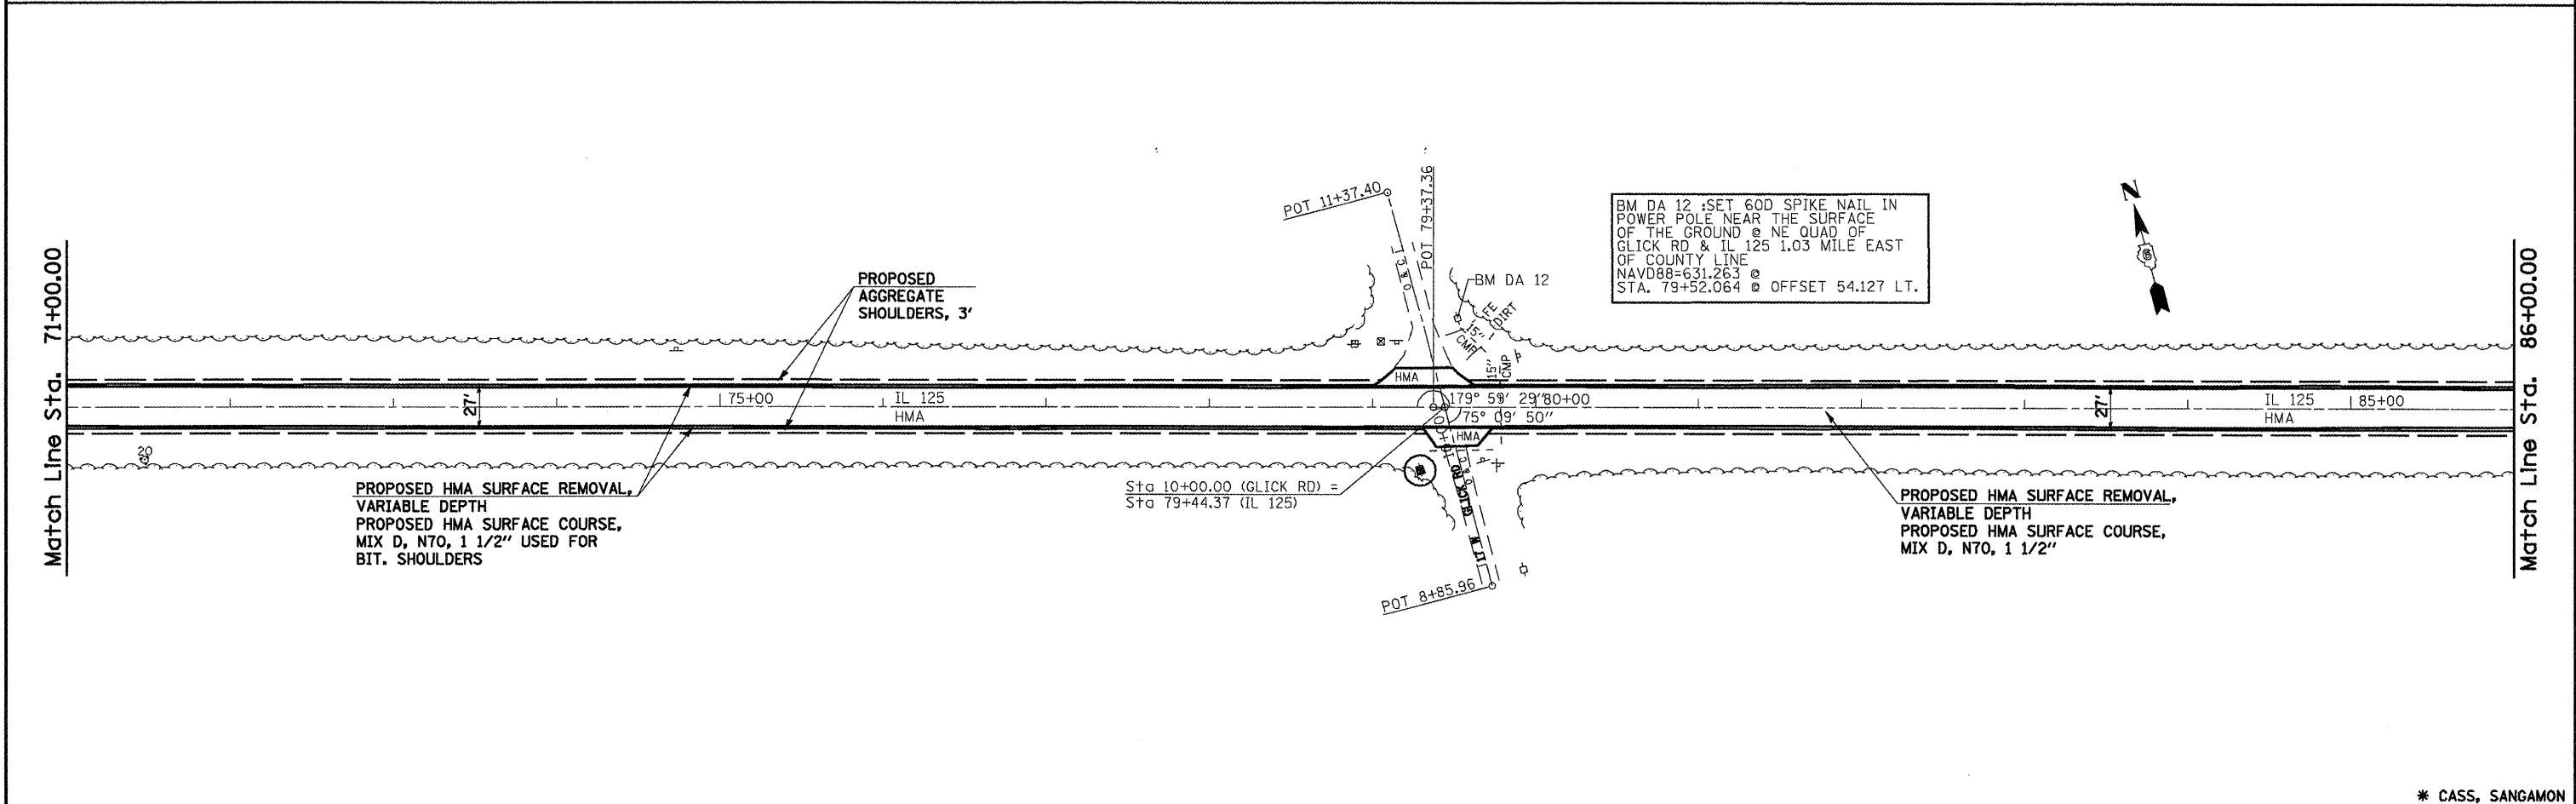 Match Line Sta. 71+00.00
PROPOSED
AGGREGATE
SHOULDERS, 3'
POT 11+37.40
POT 79+37.36
BM DA 12
BM DA 12 :SET 60D SPIKE NAIL IN
POWER POLE NEAR THE SURFACE
OF THE GROUND @ NE QUAD OF
GLICK RD & IL 125 1.03 MILE EAST
OF COUNTY LINE
NAVD88=631.263 @
STA. 79+52.064 @ OFFSET 54.127 LT.
N
Match Line Sta. 86+00.00
O & C
FE
DIRT
15"
CMP
15"
CMP
HMA
27'
75+00
IL 125
HMA
179° 59' 29"
80+00
75° 09' 50"
27'
IL 125
85+00
HMA
10+00
HMA
20
O & C
GLICK RD
Sta 10+00.00 (GLICK RD) =
Sta 79+44.37 (IL 125)
PROPOSED HMA SURFACE REMOVAL,
VARIABLE DEPTH
PROPOSED HMA SURFACE COURSE,
MIX D, N70, 1 1/2" USED FOR
BIT. SHOULDERS
PROPOSED HMA SURFACE REMOVAL,
VARIABLE DEPTH
PROPOSED HMA SURFACE COURSE,
MIX D, N70, 1 1/2"
POT 8+85.96
* CASS, SANGAMON